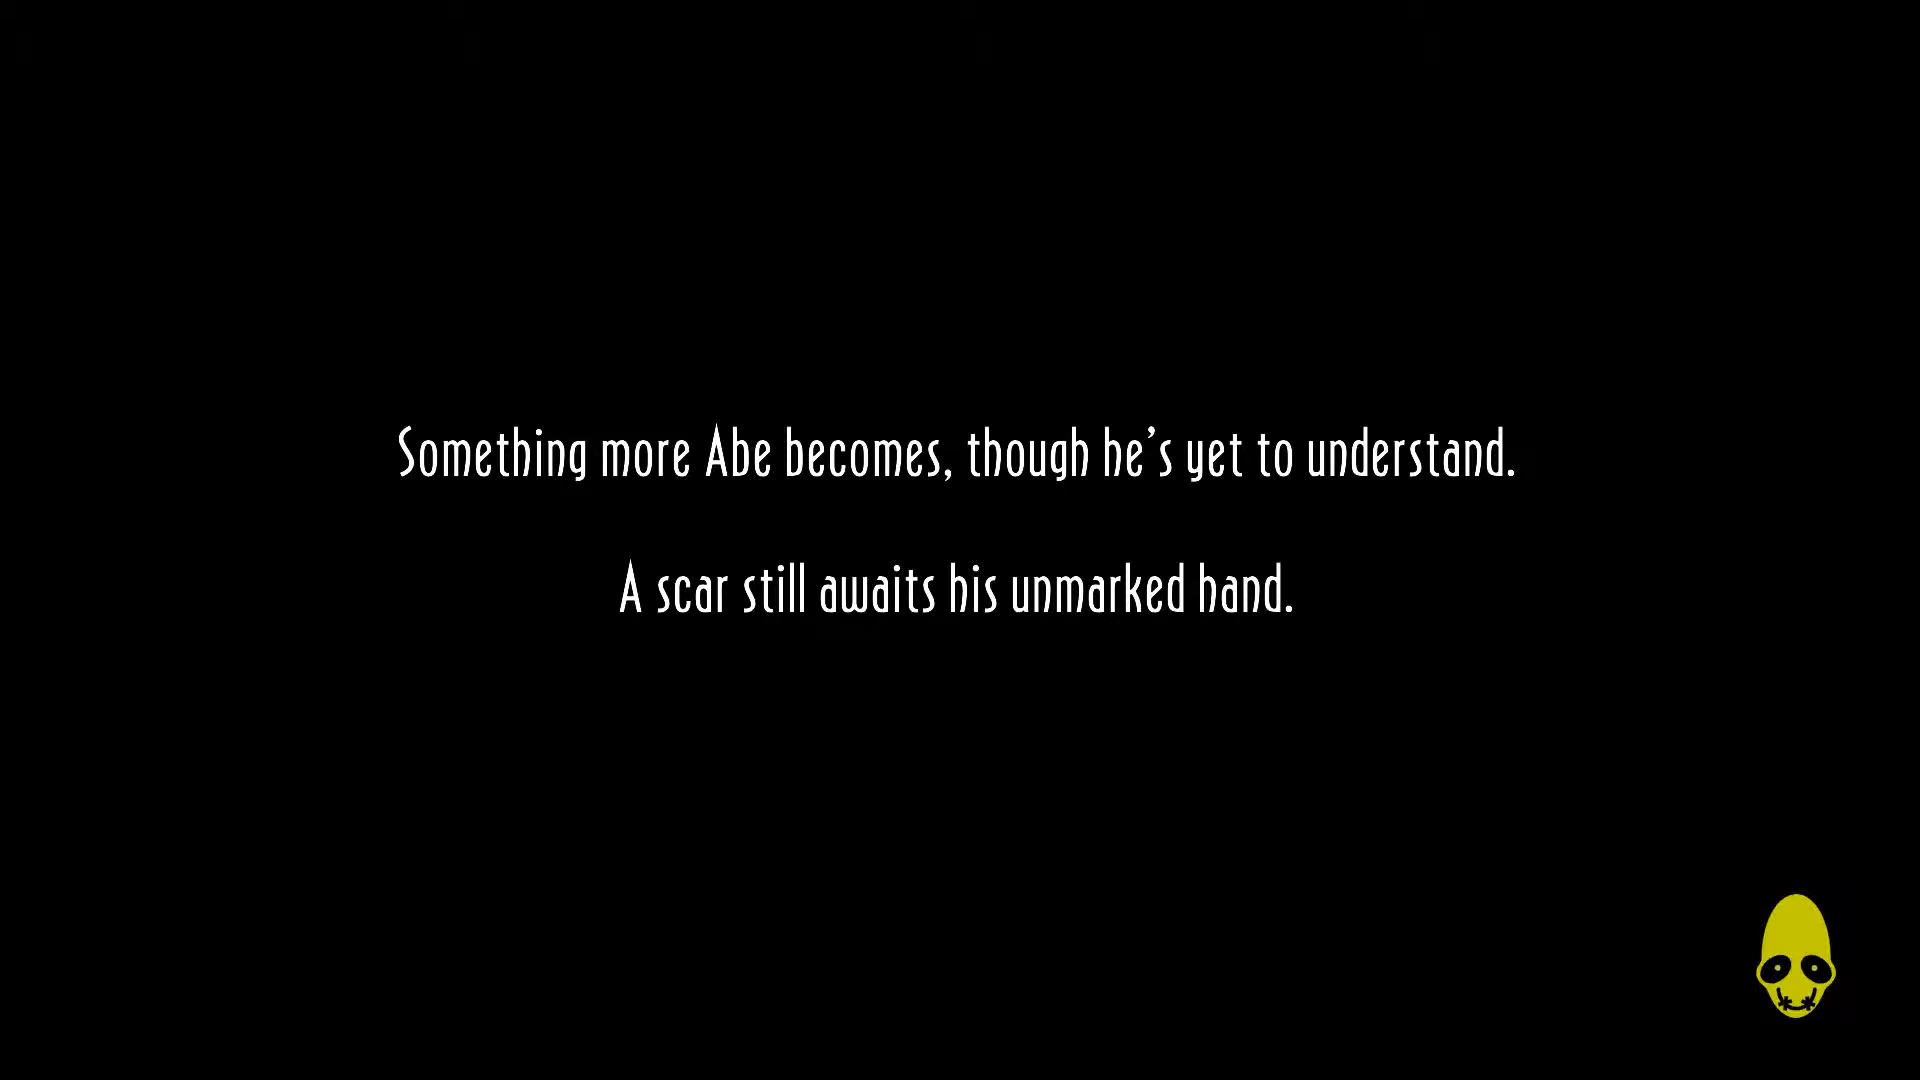 Something more Abe becomes, though he’s yet to understand.
A scar still awaits his unmarked hand.